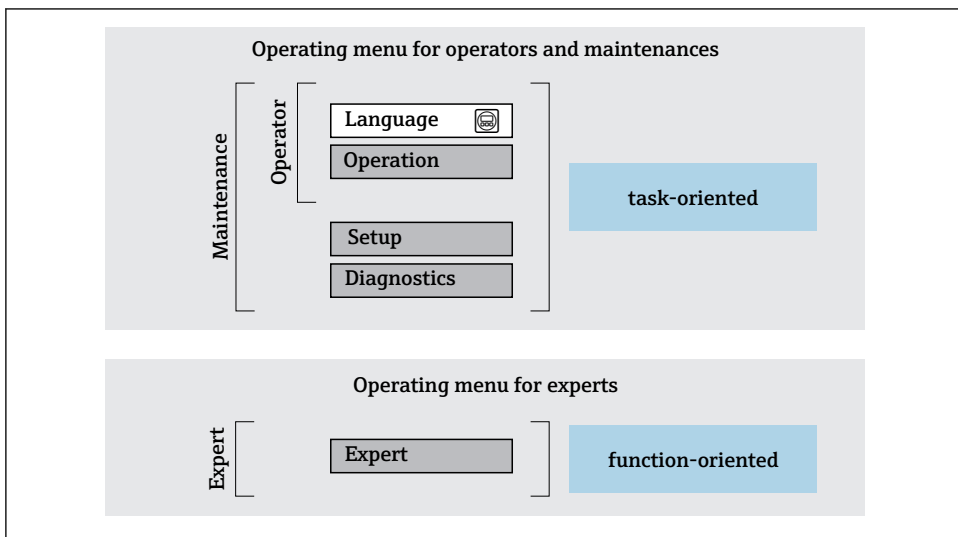 Operating menu for operators and maintenances
Maintenance
Operator
Language
Operation
Setup
Diagnostics
task-oriented
Operating menu for experts
Expert
Expert
function-oriented